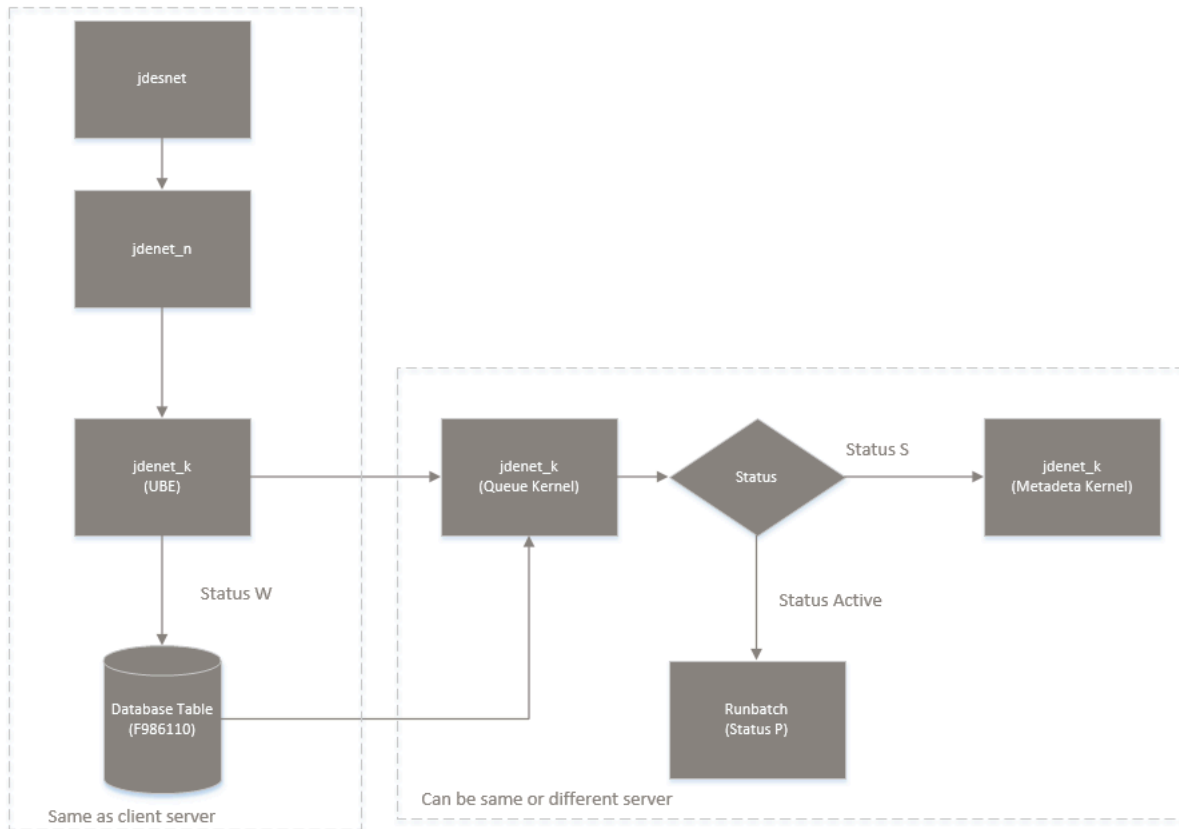 jdesnet
jdenet_n
jdenet_k
(UBE)
jdenet_k
(Queue Kernel)
Status
Status S
jdenet_k
(Metadeta Kernel)
Status W
Status Active
Database Table
(F986110)
Runbatch
(Status P)
Same as client server
Can be same or different server